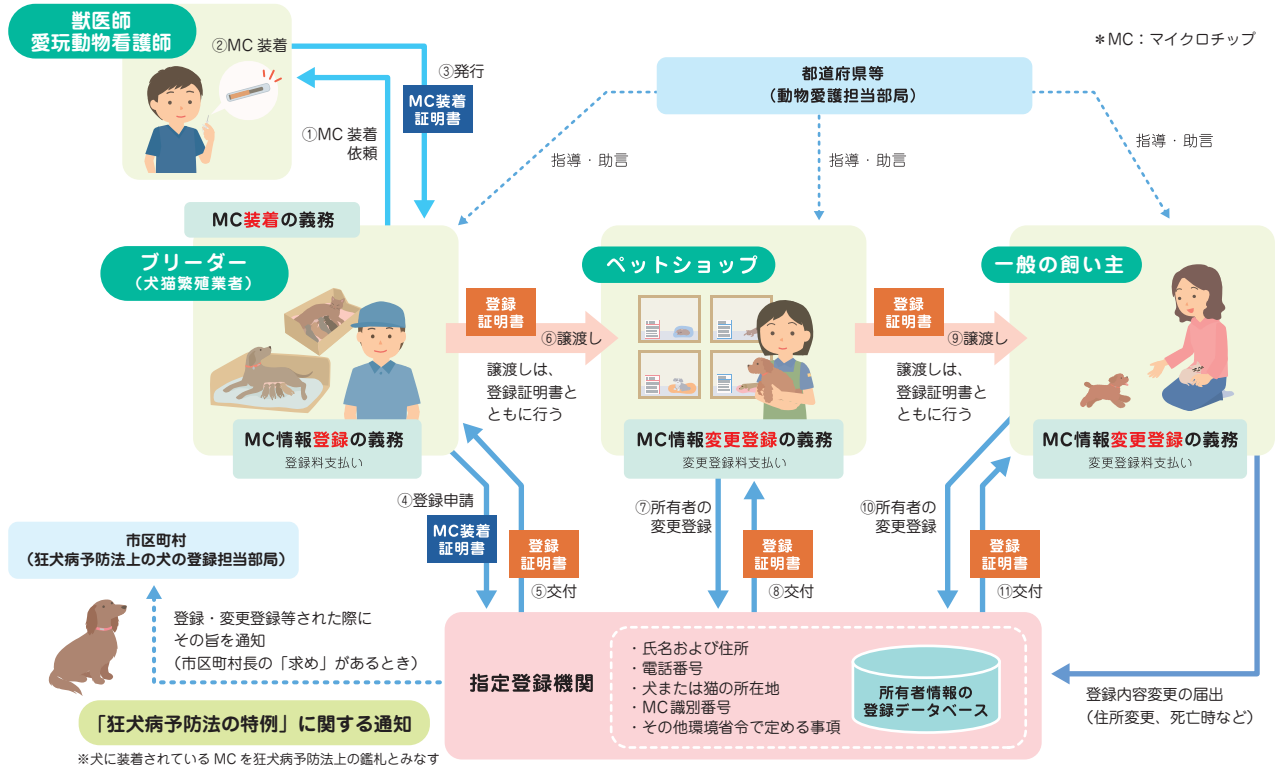 獣医師
愛玩動物看護師
②MC 装着
③発行
MC装着
証明書
①MC 装着
依頼
＊MC：マイクロチップ
都道府県等
（動物愛護担当部局）
指導・助言
指導・助言
指導・助言
MC装着の義務
ブリーダー
（犬猫繁殖業者）
ペットショップ
一般の飼い主
登録
証明書
⑥譲渡し
譲渡しは、
登録証明書と
ともに行う
登録
証明書
⑨譲渡し
譲渡しは、
登録証明書と
ともに行う
MC情報登録の義務
登録料支払い
MC情報変更登録の義務
変更登録料支払い
MC情報変更登録の義務
変更登録料支払い
④登録申請
MC装着
証明書
登録
証明書
⑤交付
⑦所有者の
変更登録
登録
証明書
⑧交付
⑩所有者の
変更登録
登録
証明書
⑪交付
市区町村
（狂犬病予防法上の犬の登録担当部局）
登録・変更登録等された際に
その旨を通知
（市区町村長の「求め」があるとき）
「狂犬病予防法の特例」に関する通知
※犬に装着されている MC を狂犬病予防法上の鑑札とみなす
指定登録機関
・氏名および住所
・電話番号
・犬または猫の所在地
・MC 識別番号
・その他環境省令で定める事項
所有者情報の
登録データベース
登録内容変更の届出
（住所変更、死亡時など）